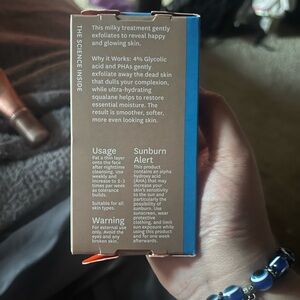 THE SCIENCE INSIDE
This milky treatment gently
exfoliates to reveal happy
and glowing skin.
Why it Works: 4% Glycolic
acid and PHAs gently
exfoliate away the dead skin
that dulls your complexion,
while ultra-hydrating
squalane helps to restore
essential moisture. The
result is smoother, softer,
more even looking skin.
Usage
Pat a thin layer
onto the face
after nighttime
cleansing. Use
weekly and
increase to 2-3
times per week
as tolerance
builds.
Suitable for all
skin types.
Warning
For external use
only. Avoid the
eyes and any
broken skin.
Sunburn
Alert
This product
contains an alpha
hydroxy acid
(AHA) that may
increase your
skin's sensitivity
to the sun and
particularly the
possibility of
sunburn. Use
sunscreen, wear
protective
clothing, and limit
sun exposure
while using this
product and for
one week
afterwards.